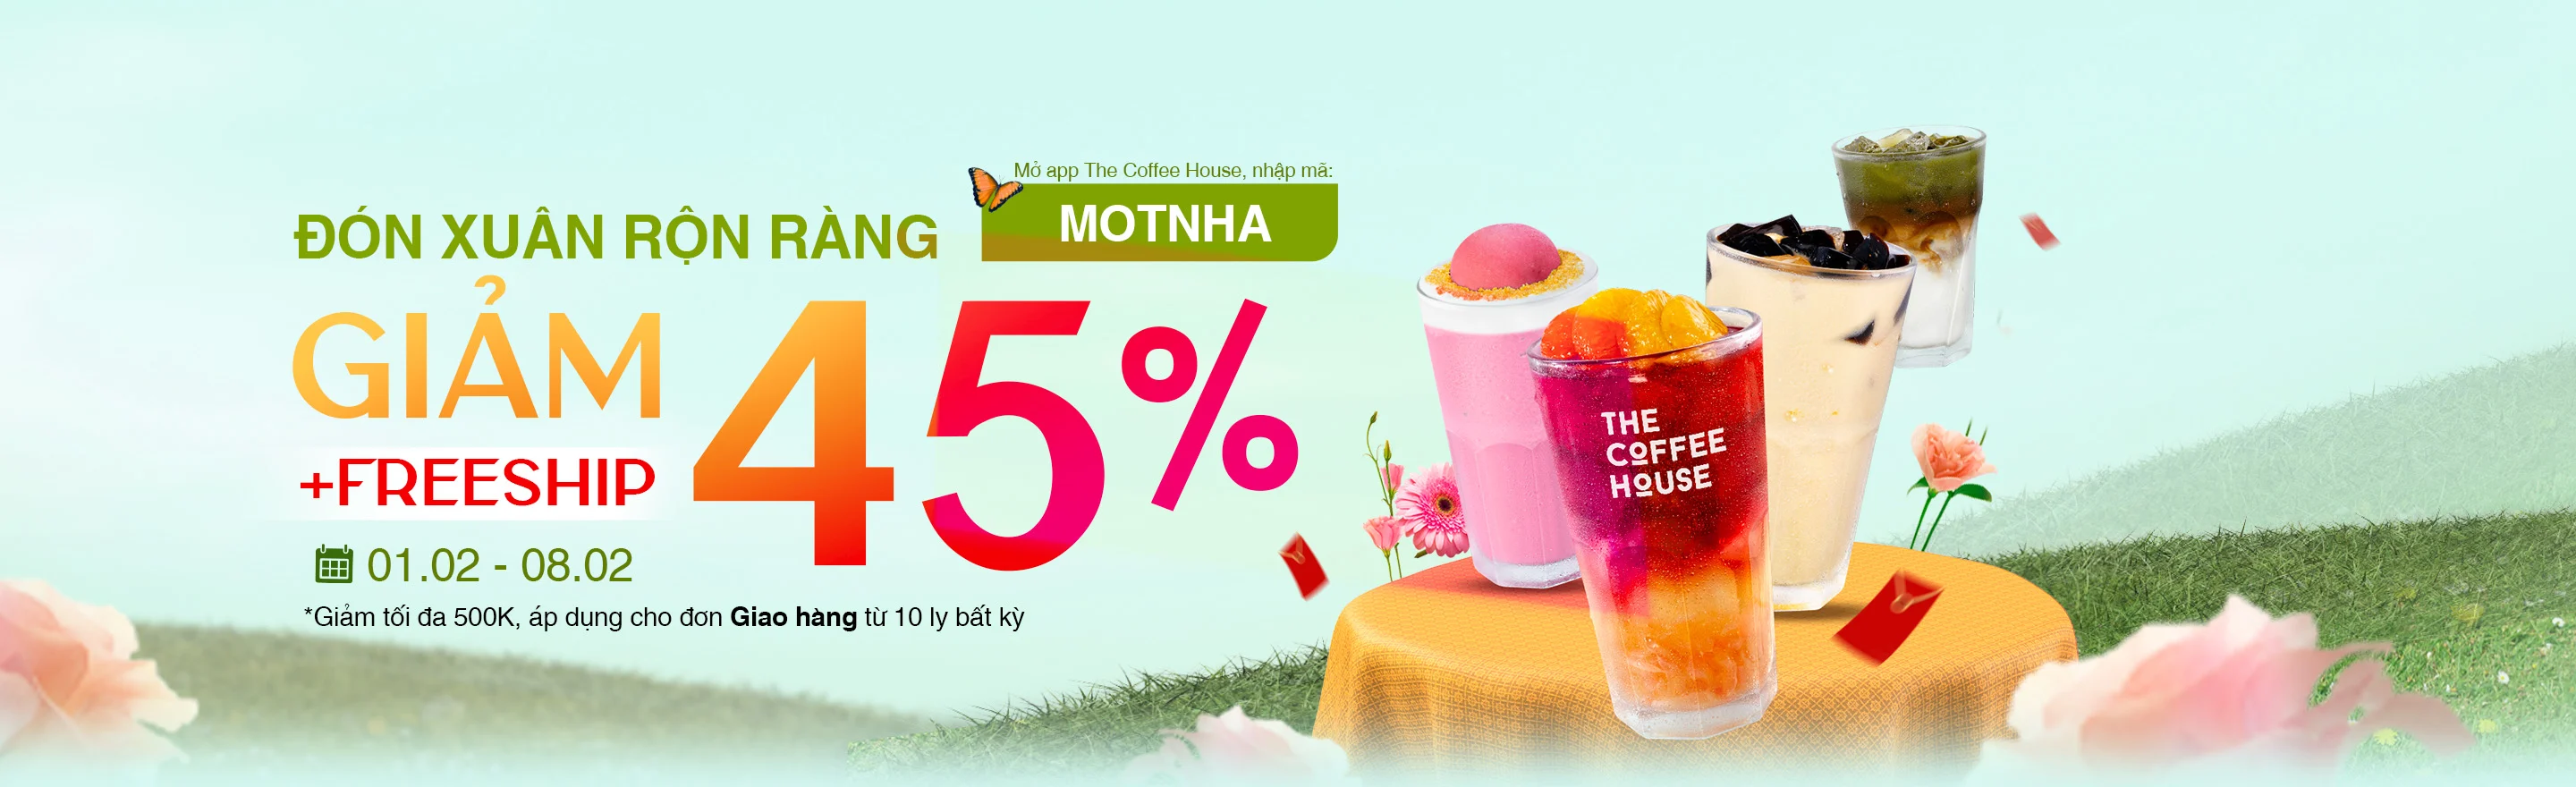 Mở app The Coffee House, nhập mã:
MOTNHA
ĐÓN XUÂN RỘN RÀNG
GIẢM 45%
+FREESHIP
01.02 - 08.02
*Giảm tối đa 500K, áp dụng cho đơn Giao hàng từ 10 ly bất kỳ
THE
COFFEE
HOUSE